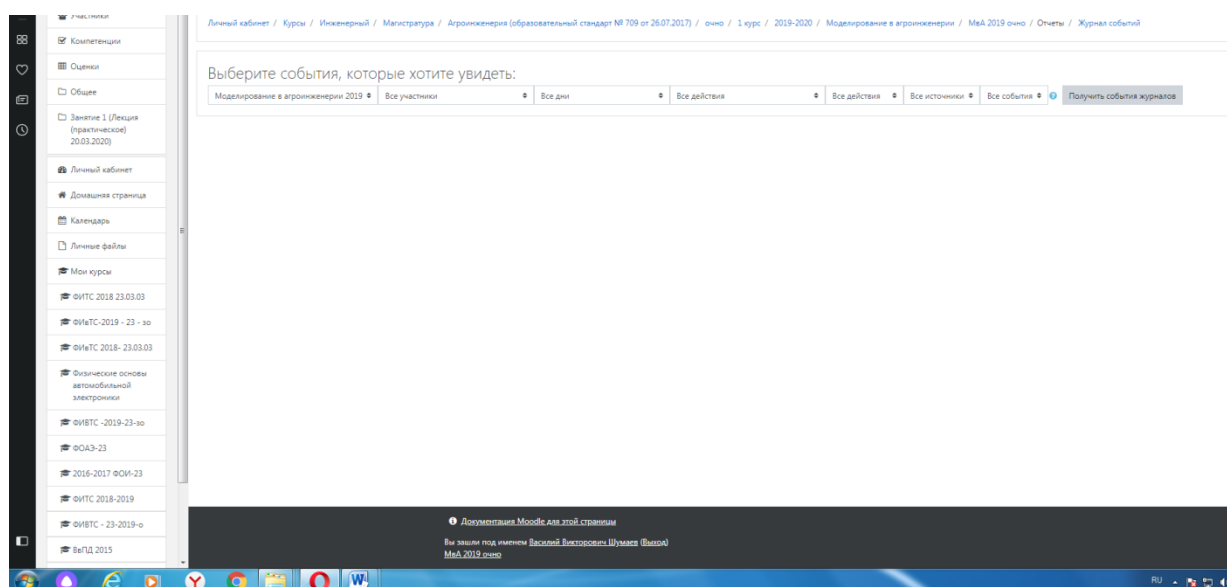 Участники
Личный кабинет / Курсы / Инженерный / Магистратура / Агроинженерия (образовательный стандарт № 709 от 26.07.2017) / очно / 1 курс / 2019-2020 / Моделирование в агроинженерии / МвА 2019 очно / Отчеты / Журнал событий
Компетенции
Оценки
Общее
Занятие 1 (Лекция
(практическое)
20.03.2020)
Личный кабинет
Домашняя страница
Календарь
Личные файлы
Мои курсы
ФИТС 2018 23.03.03
ФИвТС-2019 - 23 - зо
ФИвТС 2018- 23.03.03
Физические основы
автомобильной
электроники
ФИВТС -2019-23-зо
ФОАЭ-23
2016-2017 ФОИ-23
ФИТС 2018-2019
ФИВТС - 23-2019-о
ВвПД 2015
Выберите события, которые хотите увидеть:
Моделирование в агроинженерии 2019 Все участники Все дни Все действия Все действия Все источники Все события Получить события журналов
Документация Moodle для этой страницы
Вы зашли под именем Василий Викторович Шумаев (Выход)
МвА 2019 очно
RU